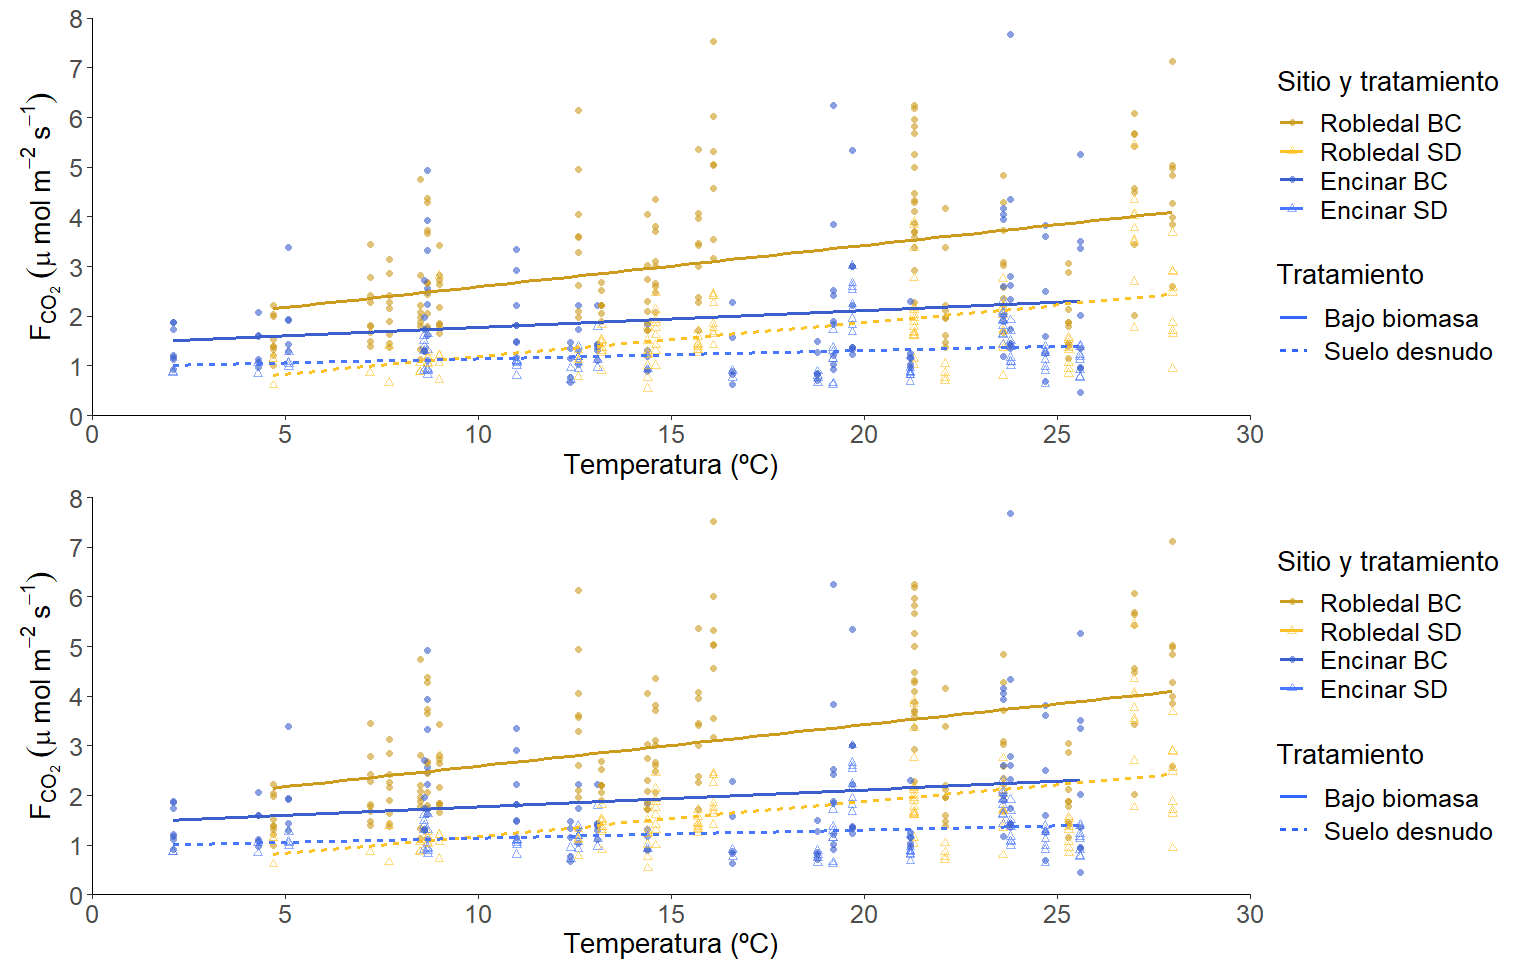 8
7
6
5
4
3
2
1
0
F CO₂ (μ mol m⁻² s⁻¹)
0 5 10 15 20 25 30
Temperatura (ºC)
Sitio y tratamiento
Robledal BC
Robledal SD
Encinar BC
Encinar SD
Tratamiento
Bajo biomasa
Suelo desnudo
8
7
6
5
4
3
2
1
0
F CO₂ (μ mol m⁻² s⁻¹)
0 5 10 15 20 25 30
Temperatura (ºC)
Sitio y tratamiento
Robledal BC
Robledal SD
Encinar BC
Encinar SD
Tratamiento
Bajo biomasa
Suelo desnudo